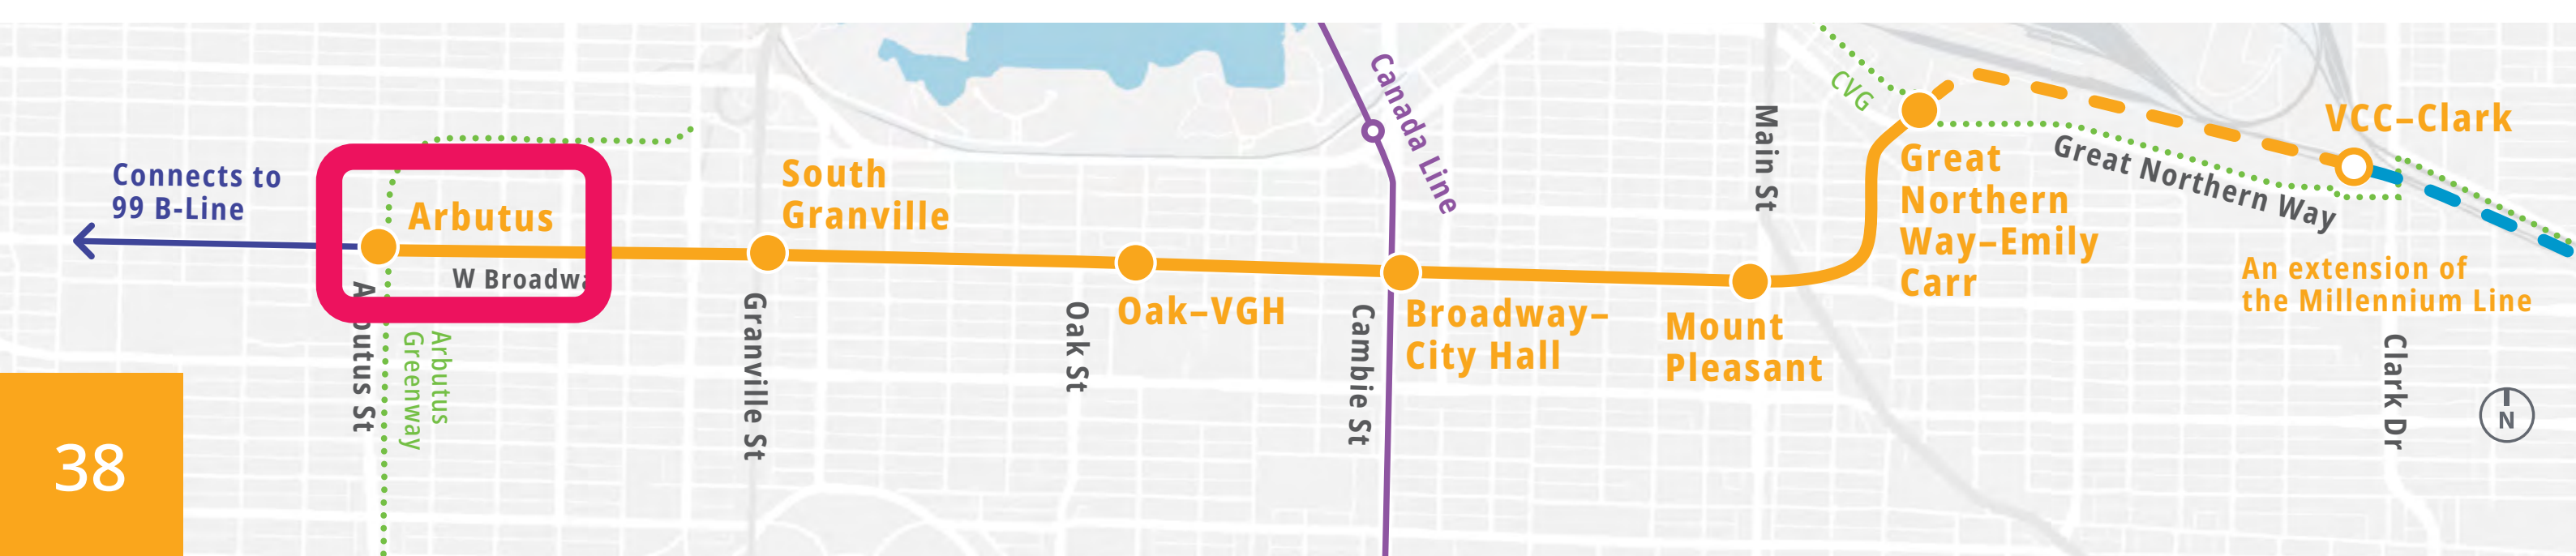 Connects to
99 B-Line
Arbutus
W Broadwa
Arbutus
Greenway
South
Granville
Granville St
Oak St
Oak–VGH
Canada Line
Cambie St
Broadway–
City Hall
Main St
Mount
Pleasant
CVG
Great
Northern
Way–Emily
Carr
Great Northern Way
VCC–Clark
An extension of
the Millennium Line
Clark Dr
N
38